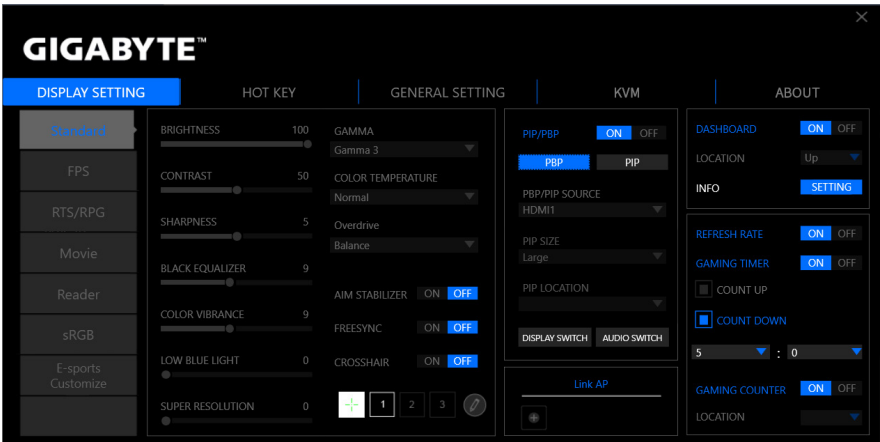 GIGABYTE™
DISPLAY SETTING
HOT KEY
GENERAL SETTING
KVM
ABOUT
Standard
FPS
RTS/RPG
Movie
Reader
sRGB
E-sports
Customize
BRIGHTNESS 100
CONTRAST 50
SHARPNESS 5
BLACK EQUALIZER 9
COLOR VIBRANCE 9
LOW BLUE LIGHT 0
SUPER RESOLUTION 0
GAMMA
Gamma 3
COLOR TEMPERATURE
Normal
Overdrive
Balance
AIM STABILIZER ON OFF
FREESYNC ON OFF
CROSSHAIR ON OFF
1 2 3
PIP/PBP ON OFF
PBP PIP
PBP/PIP SOURCE
HDMI1
PIP SIZE
Large
PIP LOCATION
DISPLAY SWITCH AUDIO SWITCH
Link AP
DASHBOARD ON OFF
LOCATION Up
INFO SETTING
REFRESH RATE ON OFF
GAMING TIMER ON OFF
COUNT UP
COUNT DOWN
5 : 0
GAMING COUNTER ON OFF
LOCATION